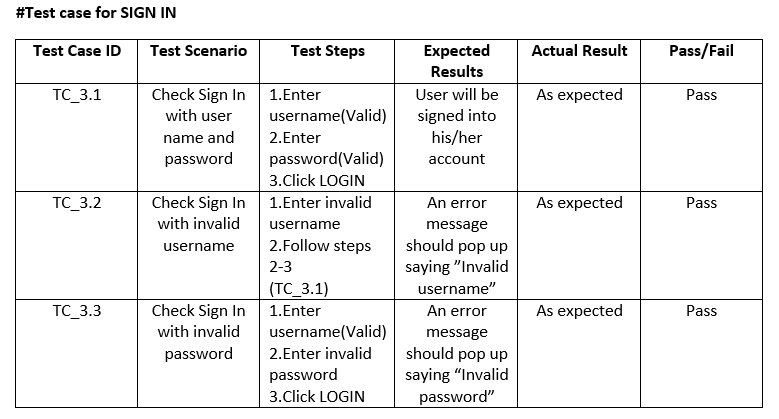 #Test case for SIGN IN
Test Case ID Test Scenario Test Steps Expected Results Actual Result Pass/Fail
TC_3.1
Check Sign In
with user
name and
password
1.Enter
username(Valid)
2.Enter
password(Valid)
3.Click LOGIN
User will be
signed into
his/her
account
As expected
Pass
TC_3.2
Check Sign In
with invalid
username
1.Enter invalid
username
2.Follow steps
2-3
(TC_3.1)
An error
message
should pop up
saying ”Invalid
username”
As expected
Pass
TC_3.3
Check Sign In
with invalid
password
1.Enter
username(Valid)
2.Enter invalid
password
3.Click LOGIN
An error
message
should pop up
saying “Invalid
password”
As expected
Pass